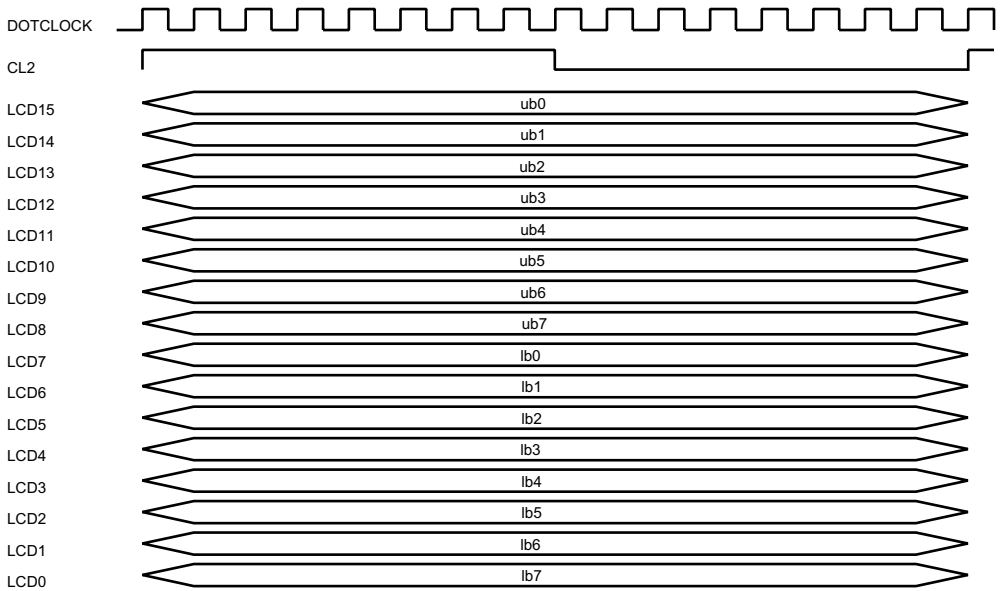 DOTCLOCK
CL2
LCD15 ub0
LCD14 ub1
LCD13 ub2
LCD12 ub3
LCD11 ub4
LCD10 ub5
LCD9 ub6
LCD8 ub7
LCD7 lb0
LCD6 lb1
LCD5 lb2
LCD4 lb3
LCD3 lb4
LCD2 lb5
LCD1 lb6
LCD0 lb7